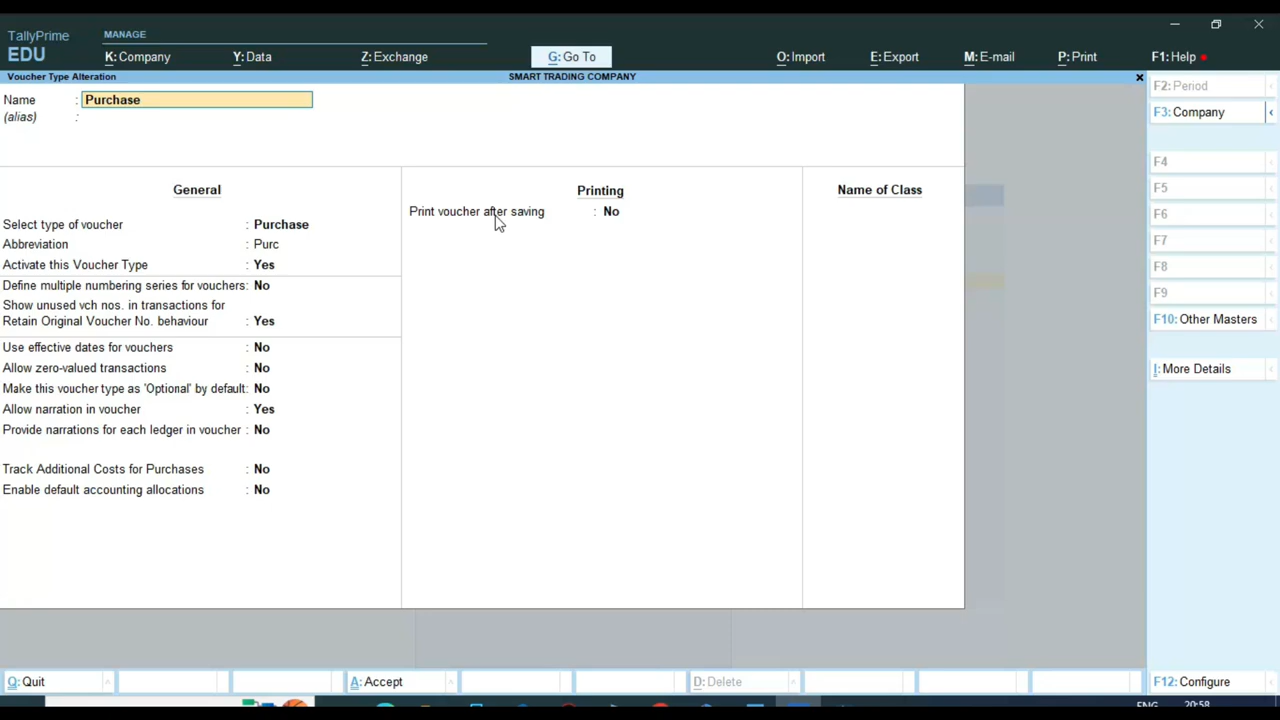 TallyPrime
EDU
MANAGE
K: Company
Y: Data
Z: Exchange
G: Go To
O: Import
E: Export
M: E-mail
P: Print
F1: Help
Voucher Type Alteration
SMART TRADING COMPANY
x
Name : Purchase
(alias) :
General
Select type of voucher : Purchase
Abbreviation : Purc
Activate this Voucher Type : Yes
Define multiple numbering series for vouchers: No
Show unused vch nos. in transactions for
Retain Original Voucher No. behaviour : Yes
Use effective dates for vouchers : No
Allow zero-valued transactions : No
Make this voucher type as 'Optional' by default: No
Allow narration in voucher : Yes
Provide narrations for each ledger in voucher : No
Track Additional Costs for Purchases : No
Enable default accounting allocations : No
Printing
Print voucher after saving : No
Name of Class
F2: Period
F3: Company
F4
F5
F6
F7
F8
F9
F10: Other Masters
I: More Details
Q: Quit
A: Accept
D: Delete
F12: Configure
ENG
20:58